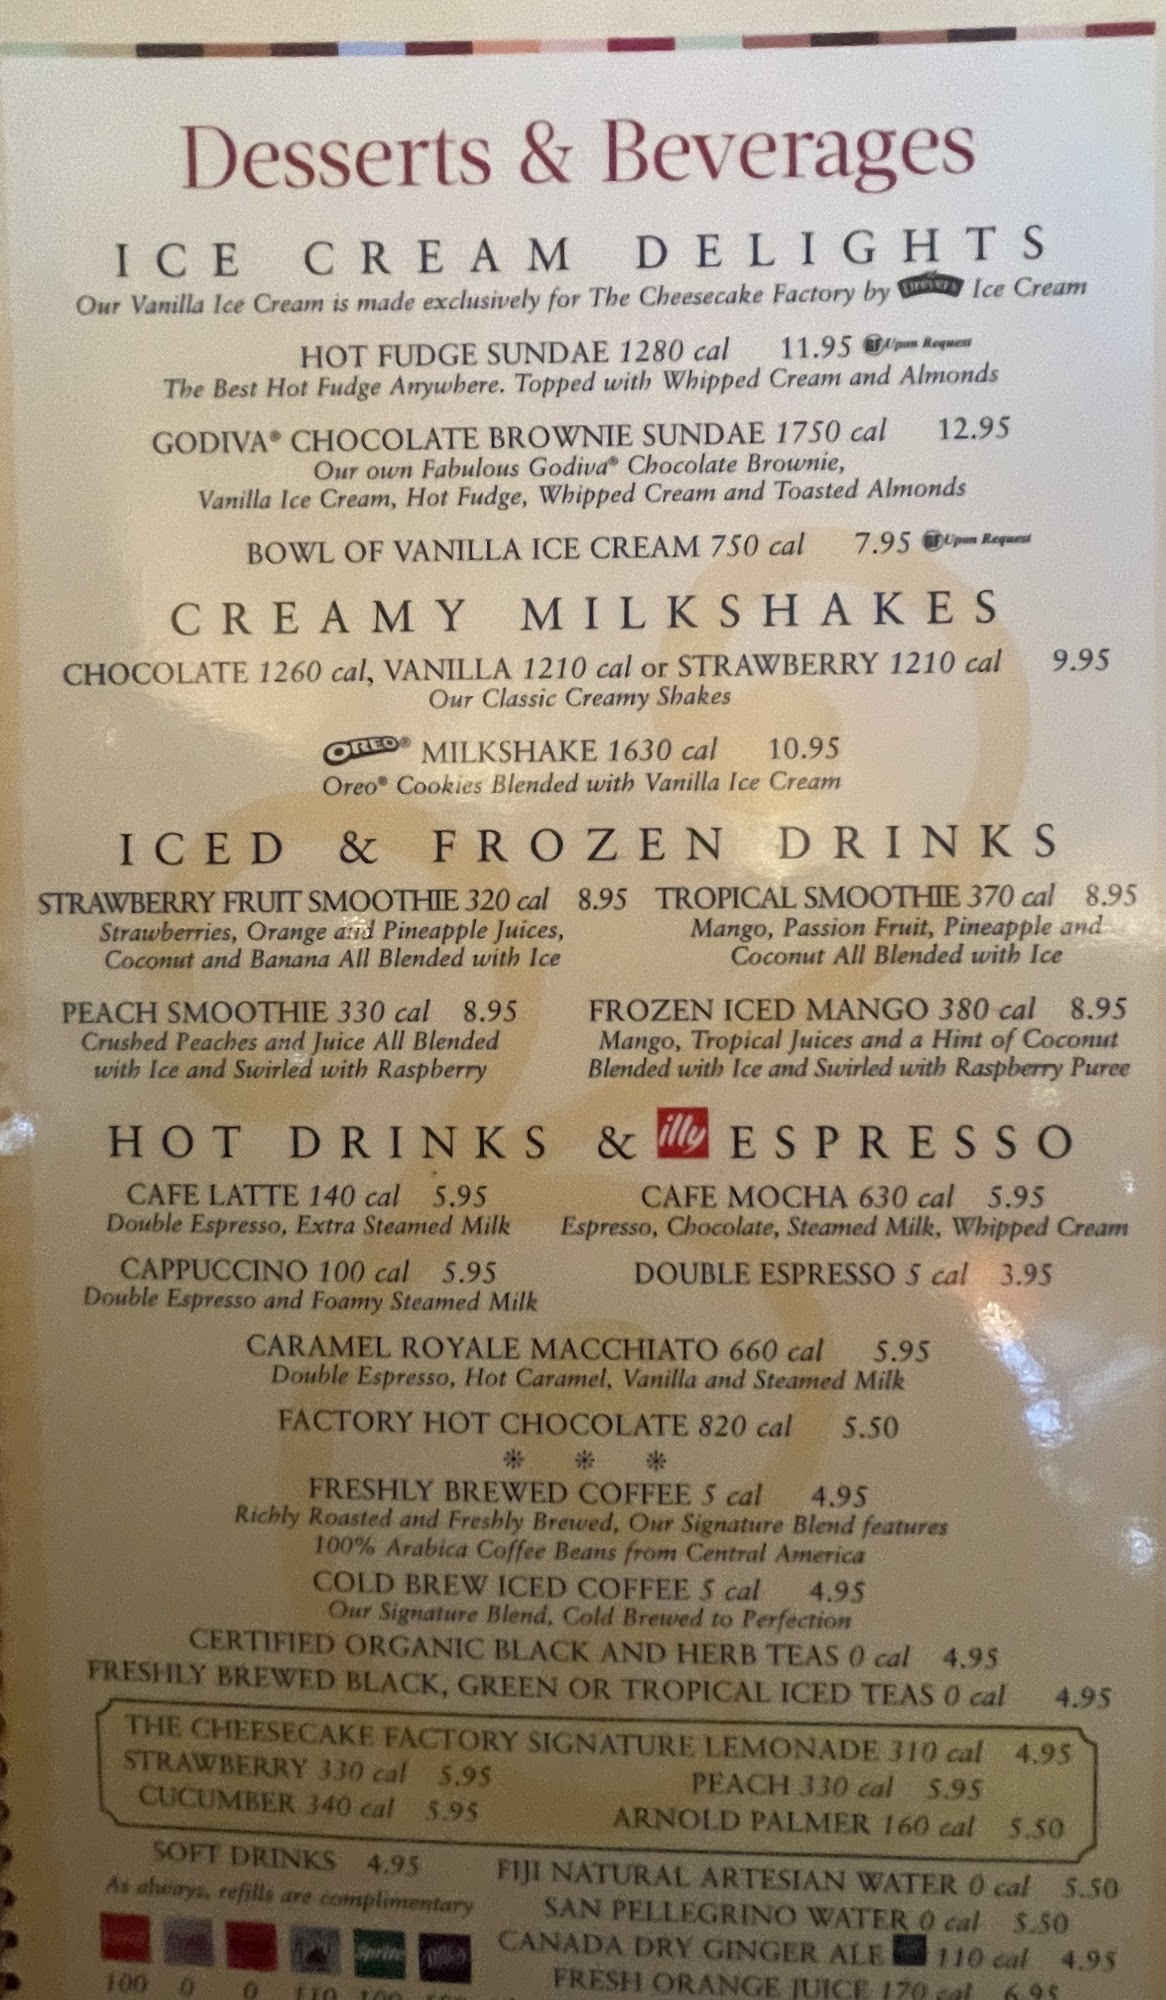 Desserts & Beverages
ICE CREAM DELIGHTS
Our Vanilla Ice Cream is made exclusively for The Cheesecake Factory by Dreyer's Ice Cream
HOT FUDGE SUNDAE 1280 cal 11.95 Upon Request
The Best Hot Fudge Anywhere. Topped with Whipped Cream and Almonds
GODIVA® CHOCOLATE BROWNIE SUNDAE 1750 cal 12.95
Our own Fabulous Godiva® Chocolate Brownie,
Vanilla Ice Cream, Hot Fudge, Whipped Cream and Toasted Almonds
BOWL OF VANILLA ICE CREAM 750 cal 7.95 Upon Request
CREAMY MILKSHAKES
CHOCOLATE 1260 cal, VANILLA 1210 cal or STRAWBERRY 1210 cal 9.95
Our Classic Creamy Shakes
OREO® MILKSHAKE 1630 cal 10.95
Oreo® Cookies Blended with Vanilla Ice Cream
ICED & FROZEN DRINKS
STRAWBERRY FRUIT SMOOTHIE 320 cal 8.95
Strawberries, Orange and Pineapple Juices,
Coconut and Banana All Blended with Ice
TROPICAL SMOOTHIE 370 cal 8.95
Mango, Passion Fruit, Pineapple and
Coconut All Blended with Ice
PEACH SMOOTHIE 330 cal 8.95
Crushed Peaches and Juice All Blended
with Ice and Swirled with Raspberry
FROZEN ICED MANGO 380 cal 8.95
Mango, Tropical Juices and a Hint of Coconut
Blended with Ice and Swirled with Raspberry Puree
HOT DRINKS & illy ESPRESSO
CAFE LATTE 140 cal 5.95
Double Espresso, Extra Steamed Milk
CAFE MOCHA 630 cal 5.95
Espresso, Chocolate, Steamed Milk, Whipped Cream
CAPPUCCINO 100 cal 5.95
Double Espresso and Foamy Steamed Milk
DOUBLE ESPRESSO 5 cal 3.95
CARAMEL ROYALE MACCHIATO 660 cal 5.95
Double Espresso, Hot Caramel, Vanilla and Steamed Milk
FACTORY HOT CHOCOLATE 820 cal 5.50
FRESHLY BREWED COFFEE 5 cal 4.95
Richly Roasted and Freshly Brewed, Our Signature Blend features
100% Arabica Coffee Beans from Central America
COLD BREW ICED COFFEE 5 cal 4.95
Our Signature Blend, Cold Brewed to Perfection
CERTIFIED ORGANIC BLACK AND HERB TEAS 0 cal 4.95
FRESHLY BREWED BLACK, GREEN OR TROPICAL ICED TEAS 0 cal 4.95
THE CHEESECAKE FACTORY SIGNATURE LEMONADE 310 cal 4.95
STRAWBERRY 330 cal 5.95
PEACH 330 cal 5.95
CUCUMBER 340 cal 5.95
ARNOLD PALMER 160 cal 5.50
SOFT DRINKS 4.95
As always, refills are complimentary
Sprite
100 0 0 110 100
FIJI NATURAL ARTESIAN WATER 0 cal 5.50
SAN PELLEGRINO WATER 0 cal 5.50
CANADA DRY GINGER ALE 110 cal 4.95
FRESH ORANGE JUICE 170 cal 6.95